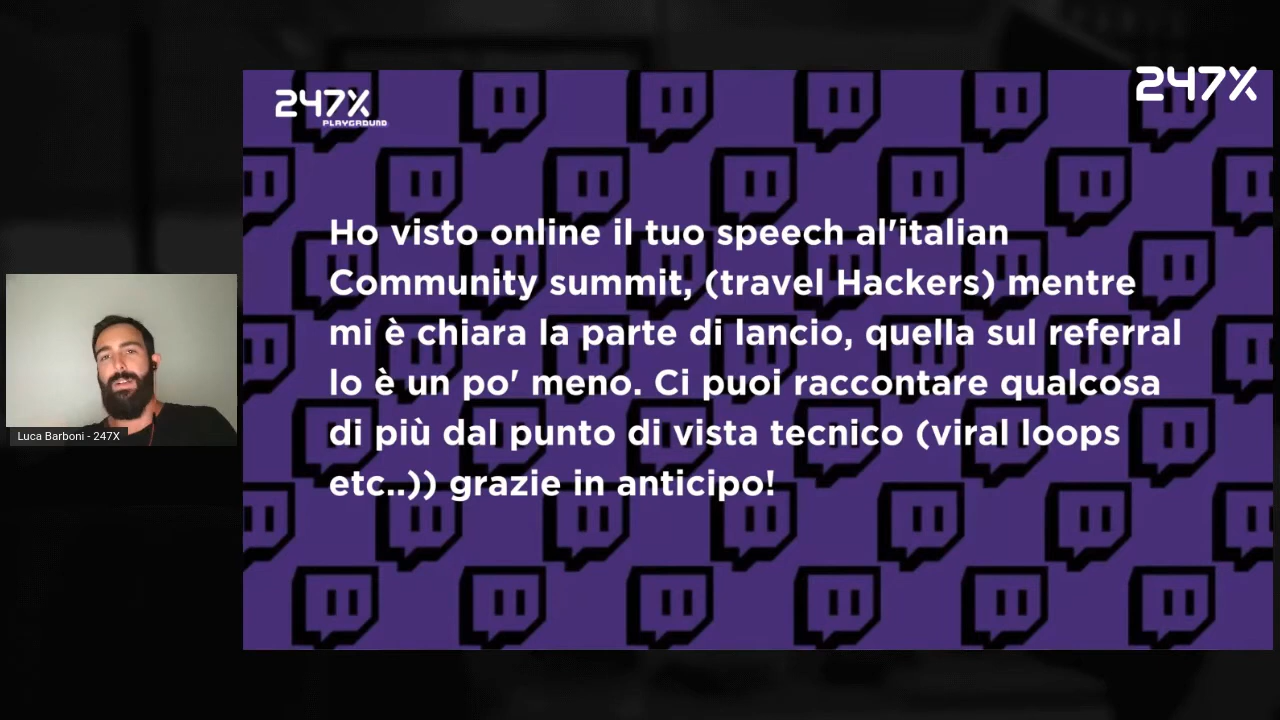 247X
247X
PLAYGROUND
Ho visto online il tuo speech al'italian
Community summit, (travel Hackers) mentre
mi è chiara la parte di lancio, quella sul referral
lo è un po' meno. Ci puoi raccontare qualcosa
di più dal punto di vista tecnico (viral loops
etc..)) grazie in anticipo!
Luca Barboni - 247X